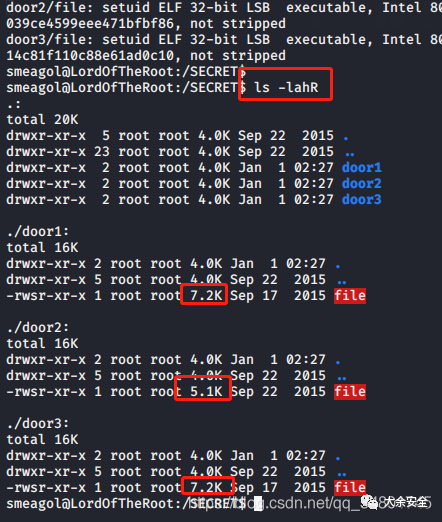 door2/file: setuid ELF 32-bit LSB  executable, Intel 80
039ce4599eee471bfbf86, not stripped
door3/file: setuid ELF 32-bit LSB  executable, Intel 80
14c81f110c88e61ad0c10, not stripped
smeagol@LordOfTheRoot:/SECRET$
smeagol@LordOfTheRoot:/SECRET$ ls -lahR
.:
total 20K
drwxr-xr-x  5 root root 4.0K Sep 22  2015 .
drwxr-xr-x 23 root root 4.0K Sep 22  2015 ..
drwxr-xr-x  2 root root 4.0K Jan  1 02:27 door1
drwxr-xr-x  2 root root 4.0K Jan  1 02:27 door2
drwxr-xr-x  2 root root 4.0K Jan  1 02:27 door3
./door1:
total 16K
drwxr-xr-x 2 root root 4.0K Jan  1 02:27 .
drwxr-xr-x 5 root root 4.0K Sep 22  2015 ..
-rwsr-xr-x 1 root root 7.2K Sep 17  2015 file
./door2:
total 16K
drwxr-xr-x 2 root root 4.0K Jan  1 02:27 .
drwxr-xr-x 5 root root 4.0K Sep 22  2015 ..
-rwsr-xr-x 1 root root 5.1K Sep 22  2015 file
./door3:
total 16K
drwxr-xr-x 2 root root 4.0K Jan  1 02:27 .
drwxr-xr-x 5 root root 4.0K Sep 22  2015 ..
-rwsr-xr-x 1 root root 7.2K Sep 17  2015 file
smeagol@LordOfTheRoot:/SECRET$